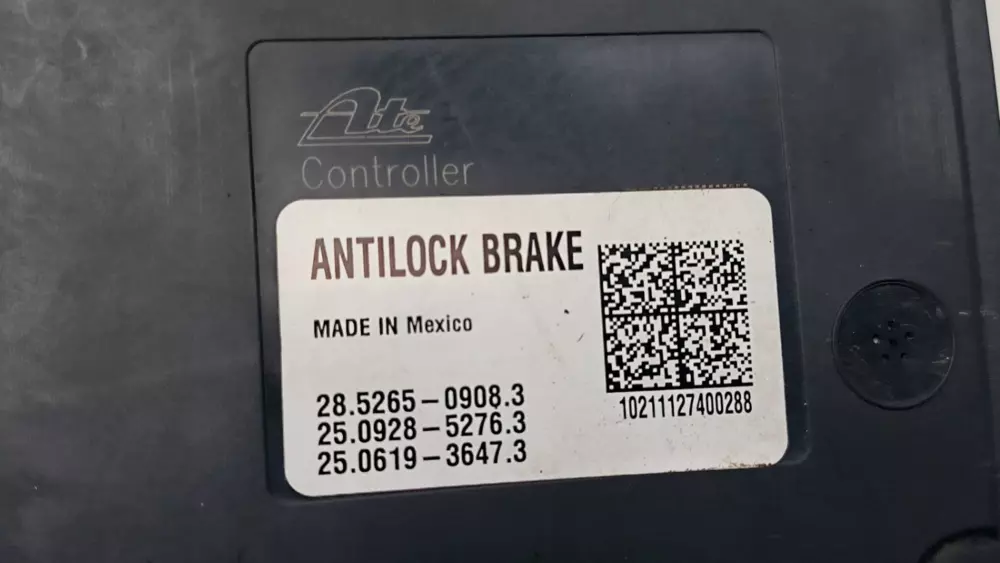 Ate
Controller
ANTILOCK BRAKE
MADE IN Mexico
28.5265-0908.3
25.0928-5276.3
25.0619-3647.3
10211127400288